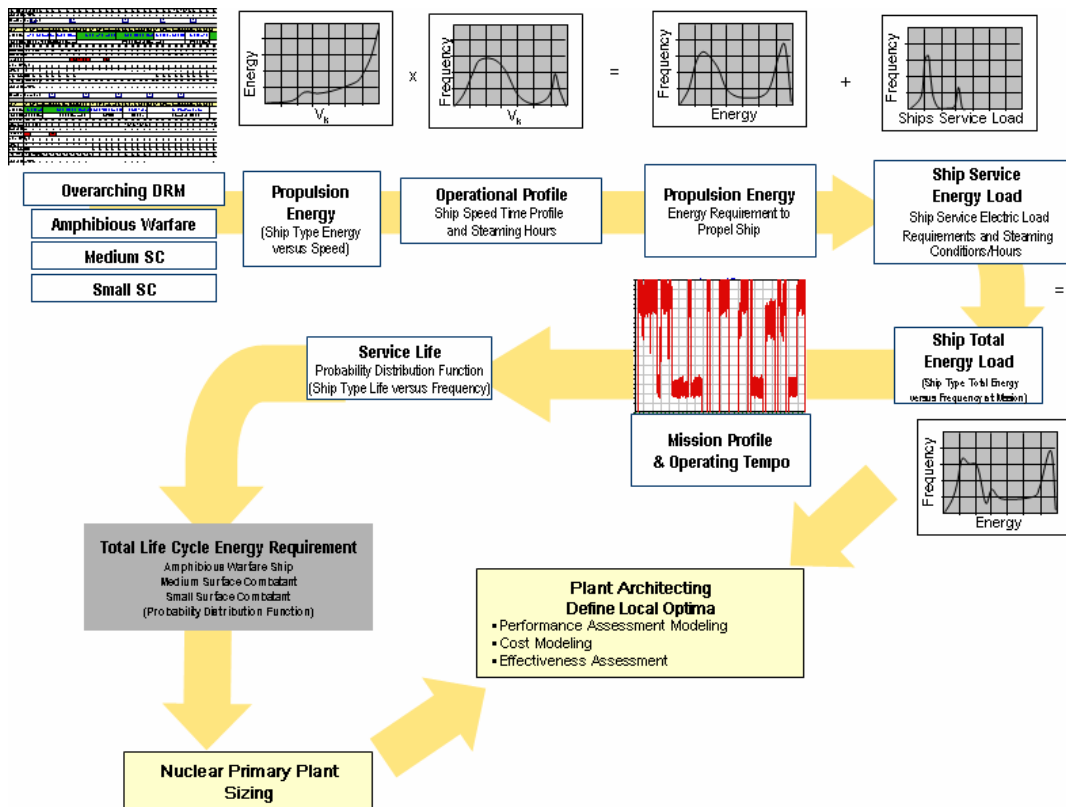 Energy
V_k
x
Frequency
V_k
=
Frequency
Energy
+
Frequency
Ships Service Load
Overarching DRM
Amphibious Warfare
Medium SC
Small SC
Propulsion
Energy
(Ship Type Energy
versus Speed)
Operational Profile
Ship Speed Time Profile
and Steaming Hours
Propulsion Energy
Energy Requirement to
Propel Ship
Ship Service
Energy Load
Ship Service Electric Load
Requirements and Steaming
Conditions/Hours
=
Ship Total
Energy Load
(Ship Type Total Energy
versus Frequency at Mission)
Frequency
Energy
Mission Profile
& Operating Tempo
Service Life
Probability Distribution Function
(Ship Type Life versus Frequency)
Total Life Cycle Energy Requirement
Amphibious Warfare Ship
Medium Surface Combatant
Small Surface Combatant
(Probability Distribution Function)
Nuclear Primary Plant
Sizing
Plant Architecting
Define Local Optima
▪ Performance Assessment Modeling
▪ Cost Modeling
▪ Effectiveness Assessment